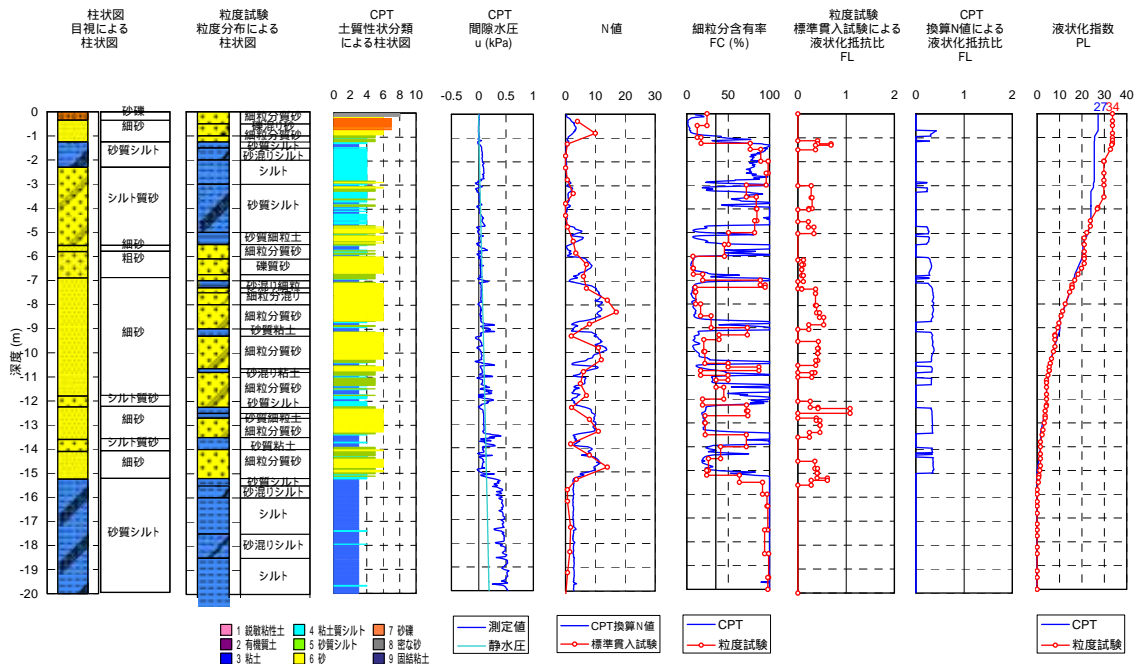 柱状図
目視による
柱状図
粒度試験
粒度分布による
柱状図
CPT
土質性状分類
による柱状図
CPT
間隙水圧
u (kPa)
N値
細粒分含有率
FC (%)
粒度試験
標準貫入試験による
液状化抵抗比
FL
CPT
換算N値による
液状化抵抗比
FL
液状化指数
PL
0 2 4 6 8 10
-0.5 0 0.5 1
0 10 20 30
0 50 100
0 1 2
0 1 2
0 10 20 30 40
27 34
深度 (m)
0
-1
-2
-3
-4
-5
-6
-7
-8
-9
-10
-11
-12
-13
-14
-15
-16
-17
-18
-19
-20
砂礫
細砂
砂質シルト
シルト質砂
細砂
粗砂
細砂
シルト質砂
細砂
シルト質砂
細砂
砂質シルト
細粒分質砂
礫混り砂
細粒分質砂
砂質シルト
砂混りシルト
シルト
砂質シルト
砂質細粒土
細粒分質砂
礫質砂
砂混り細粒
細粒分混り
細粒分質砂
砂質粘土
細粒分質砂
砂混り粘土
細粒分質砂
砂質シルト
砂質細粒土
細粒分質砂
砂質粘土
細粒分質砂
砂質シルト
砂混りシルト
シルト
砂混りシルト
シルト
1 鋭敏粘性土
2 有機質土
3 粘土
4 粘土質シルト
5 砂質シルト
6 砂
7 砂礫
8 密な砂
9 固結粘土
測定値
静水圧
CPT換算N値
標準貫入試験
CPT
粒度試験
CPT
粒度試験